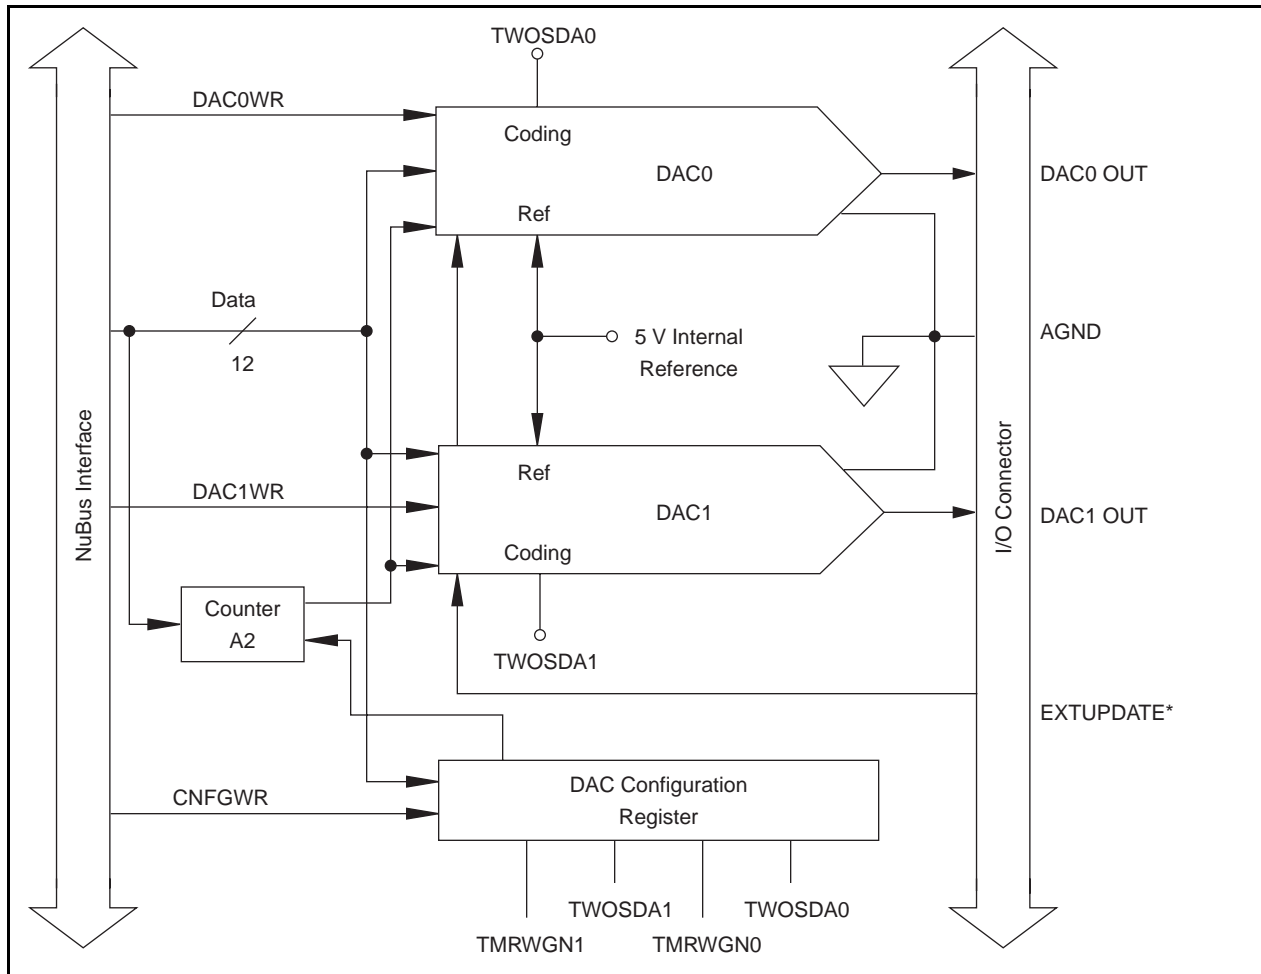 TWOSDA0
DAC0WR
Coding
DAC0
DAC0 OUT
Ref
Data
12
5 V Internal
Reference
AGND
NuBus Interface
I/O Connector
Ref
DAC1WR
DAC1
DAC1 OUT
Coding
Counter
A2
TWOSDA1
EXTUPDATE*
DAC Configuration
Register
CNFGWR
TWOSDA1
TWOSDA0
TMRWGN1
TMRWGN0